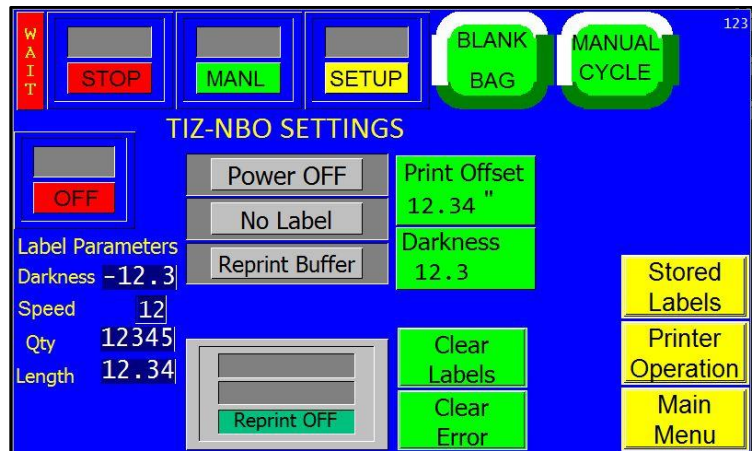 WAIT
STOP
MANL
SETUP
BLANK
BAG
MANUAL
CYCLE
123
TIZ-NBO SETTINGS
OFF
Power OFF
No Label
Reprint Buffer
Print Offset
12.34 "
Darkness
12.3
Label Parameters
Darkness -12.3
Speed 12
Qty 12345
Length 12.34
Reprint OFF
Clear
Labels
Clear
Error
Stored
Labels
Printer
Operation
Main
Menu